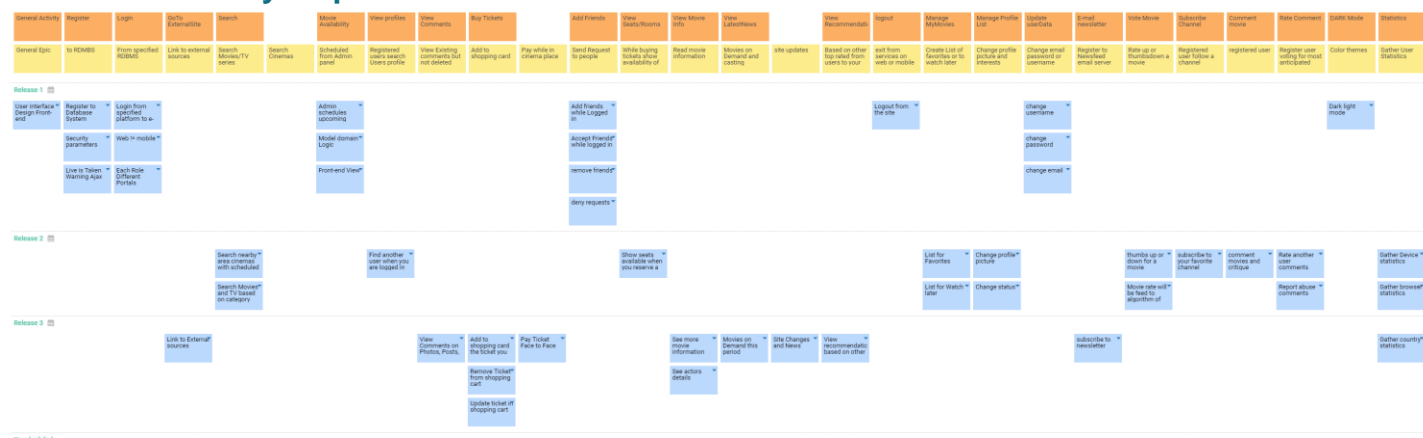 General Activity
Register
Login
GoTo
ExternalSite
Search
Movie
Availability
View profiles
View
Comments
Buy Tickets
Add Friends
View
Seats/Rooms
View Movie
Info
View
LatestNews
View
Recommendati
logout
Manage
MyMovies
Manage Profile
List
Update
userData
E-mail
newsletter
Vote Movie
Subscribe
Channel
Comment
movie
Rate Comment
DARK Mode
Statistics
General Epic
to RDMBS
From specified
RDBMS
Link to external
sources
Search
Movies/TV
series
Search
Cinemas
Scheduled
from Admin
panel
Registered
users search
Users profile
View Existing
comments but
not deleted
Add to
shopping card
Pay while in
cinema place
Send Request
to people
While buying
tickets show
availability of
Read movie
information
Movies on
Demand and
casting
site updates
Based on other
top rated from
users to your
exit from
services on
web or mobile
Create List of
favorites or to
watch later
Change profile
picture and
interests
Change email
password or
username
Register to
Newsfeed
email server
Rate up or
thumbsdown a
movie
Registered
user follow a
channel
registered user
Register user
voting for most
anticipated
Color themes
Gather User
Statistics
Release 1
User Interface
Design Front-
end
Register to
Database
System
Login from
specified
platform to e-
Admin
schedules
upcoming
Add friends
while Logged
in
Logout from
the site
change
username
Dark light
mode
Security
parameters
Web != mobile
Model domain
Logic
Accept Friends
while logged in
change
password
Live is Taken
Warning Ajax
Each Role
Different
Portals
Front-end View
remove friends
change email
deny requests
Release 2
Search nearby
area cinemas
with scheduled
Find another
user when you
are logged in
Show seats
available when
you reserve a
List for
Favorites
Change profile
picture
thumbs up or
down for a
movie
subscribe to
your favorite
channel
comment
movies and
critique
Rate another
user
comments
Gather Device
statistics
Search Movies
and TV based
on category
List for Watch
later
Change status
Movie rate will
be feed to
algorithm of
Report abuse
comments
Gather browser
statistics
Release 3
Link to External
sources
View
Comments on
Photos, Posts,
Add to
shopping card
the ticket you
Pay Ticket
Face to Face
See more
movie
information
Movies on
Demand this
period
Site Changes
and News
View
recommendatic
based on other
subscribe to
newsletter
Gather country
statistics
Remove Ticket
from shopping
cart
See actors
details
Update ticket if
shopping cart